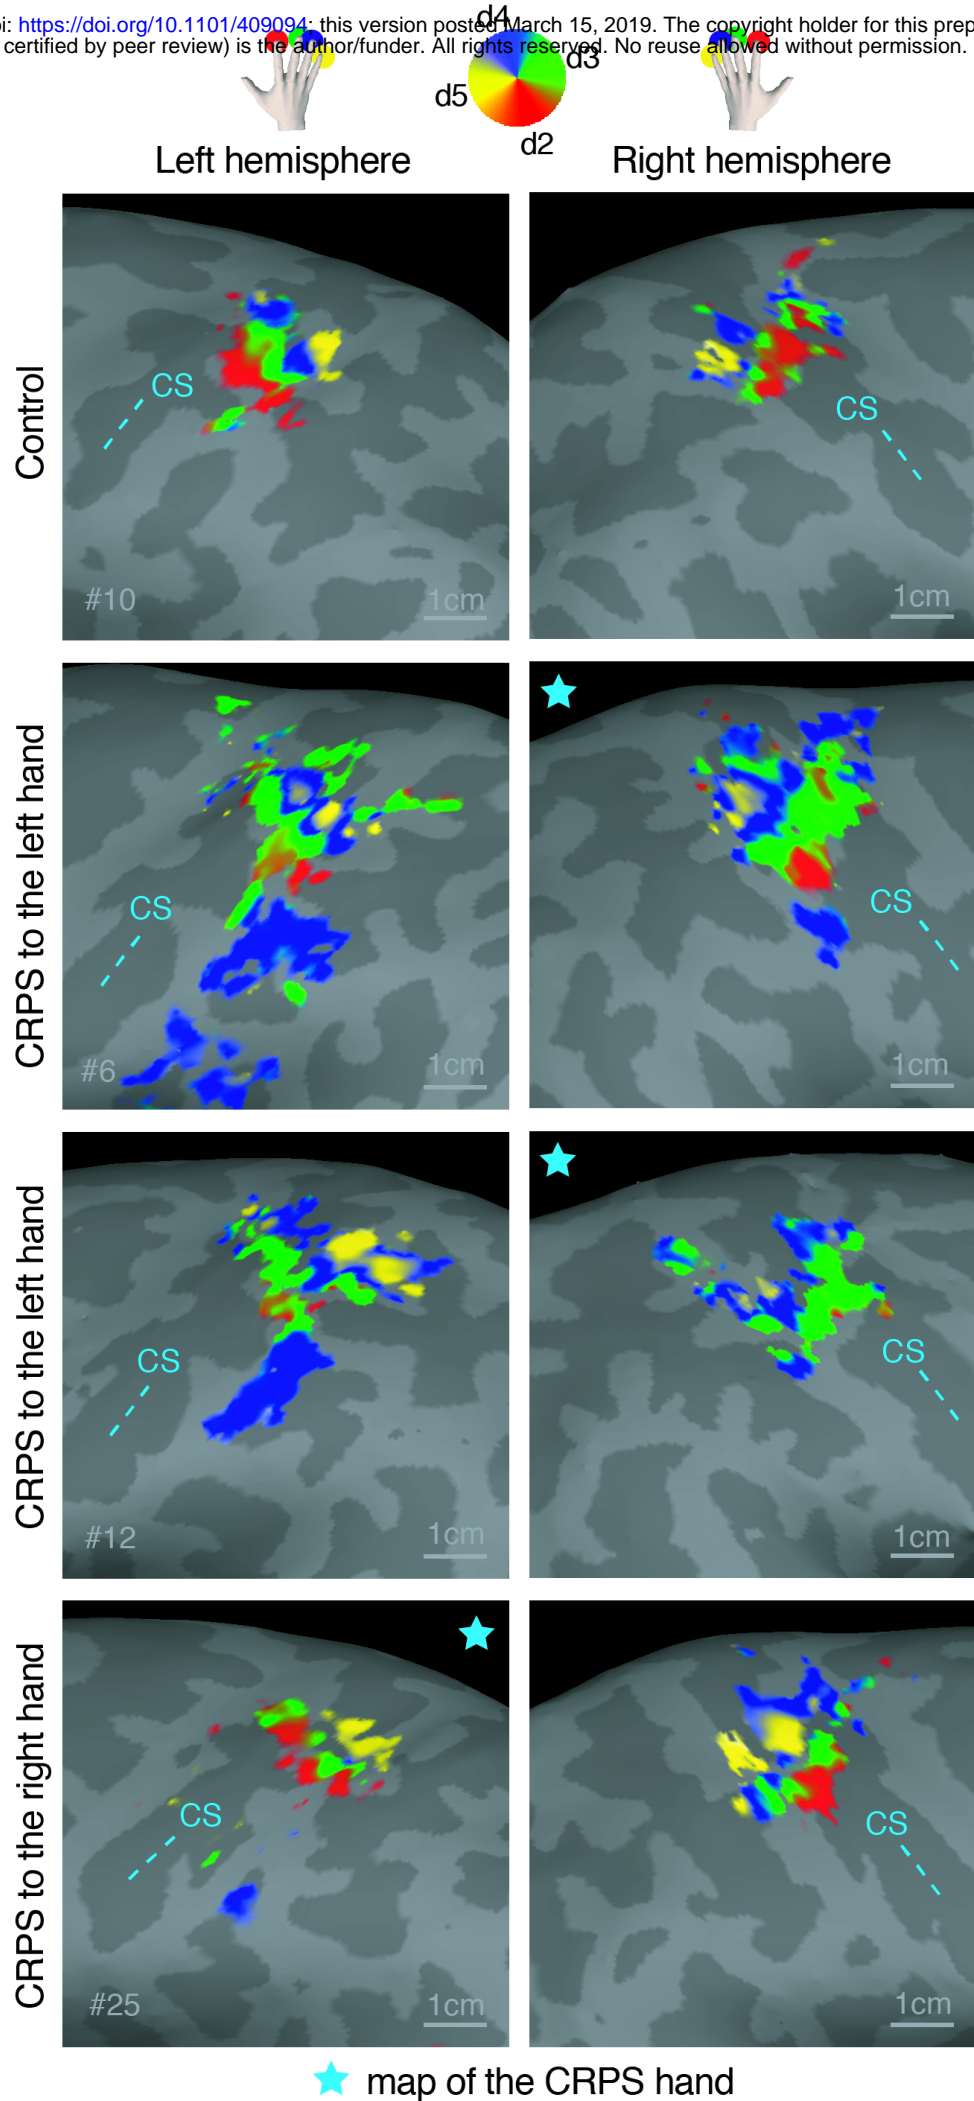 oi: https://doi.org/10.1101/409094; this version posted March 15, 2019. The copyright holder for this prep
certified by peer review) is the author/funder. All rights reserved. No reuse allowed without permission.
d4
d3
d5
d2
Left hemisphere Right hemisphere
Control
CS
CS
#10
1cm
1cm
CRPS to the left hand
CS
CS
#6
1cm
1cm
CRPS to the left hand
CS
CS
#12
1cm
1cm
CRPS to the right hand
CS
CS
#25
1cm
1cm
map of the CRPS hand